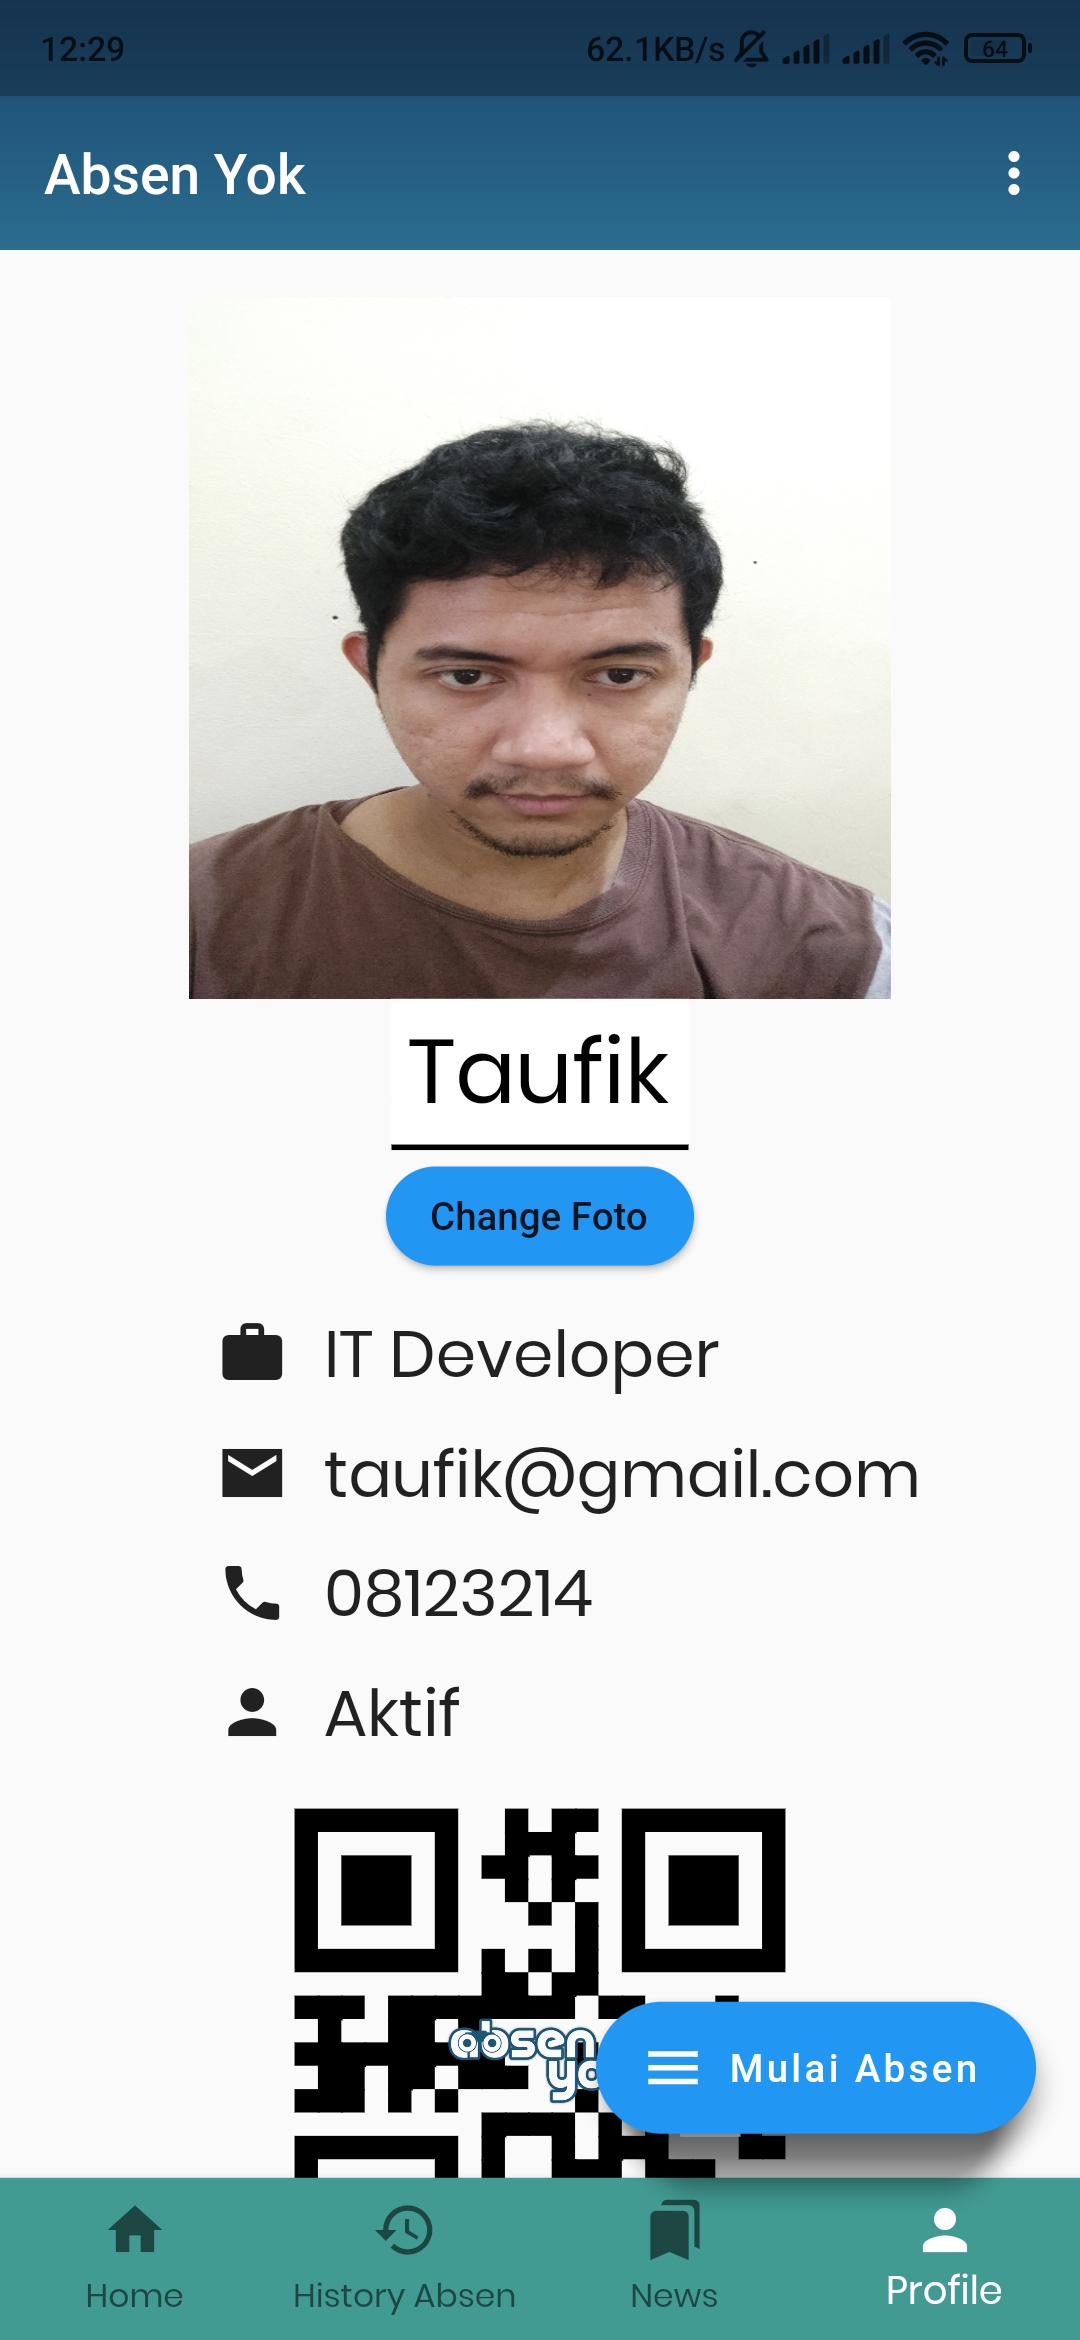 12:29
62.1KB/s
64
Absen Yok
Taufik
Change Foto
IT Developer
taufik@gmail.com
08123214
Aktif
absen
yo
Mulai Absen
Home
History Absen
News
Profile